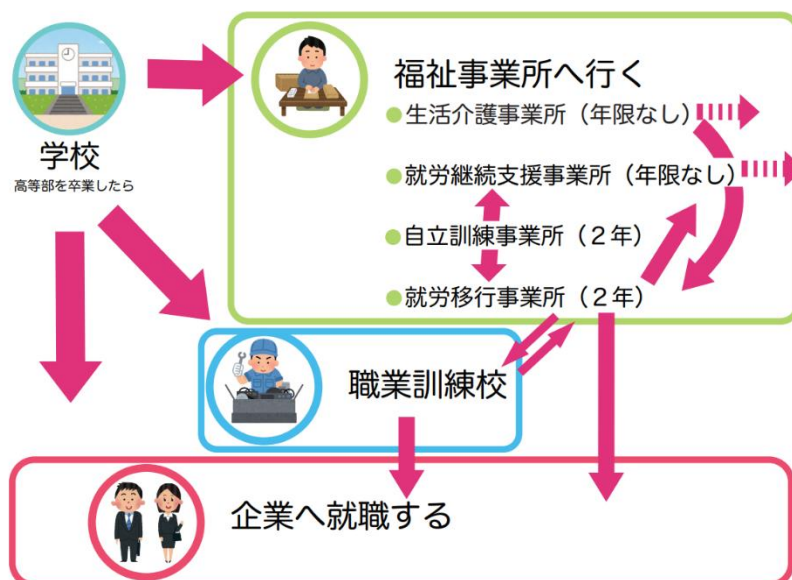 学校
高等部を卒業したら
福祉事業所へ行く
●生活介護事業所（年限なし）
●就労継続支援事業所（年限なし）
●自立訓練事業所（２年）
●就労移行事業所（２年）
職業訓練校
企業へ就職する